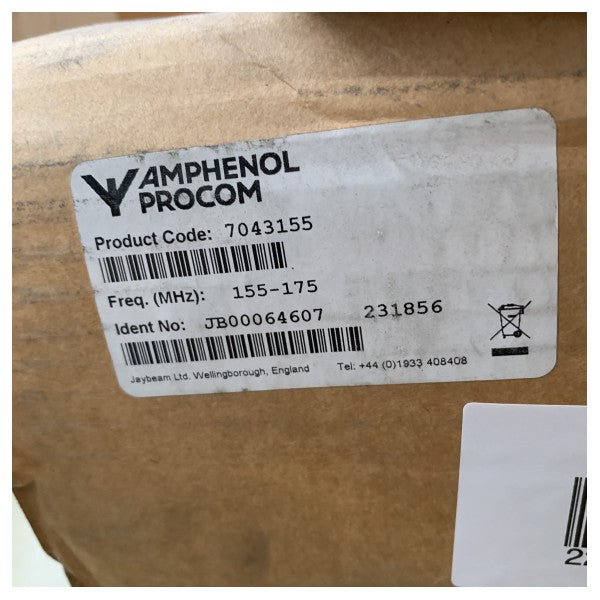 AMPHENOL
PROCOM
Product Code: 7043155
Freq. (MHz): 155-175
Ident No: JB00064607 231856
Jaybeam Ltd. Wellingborough, England Tel: +44 (0)1933 408408